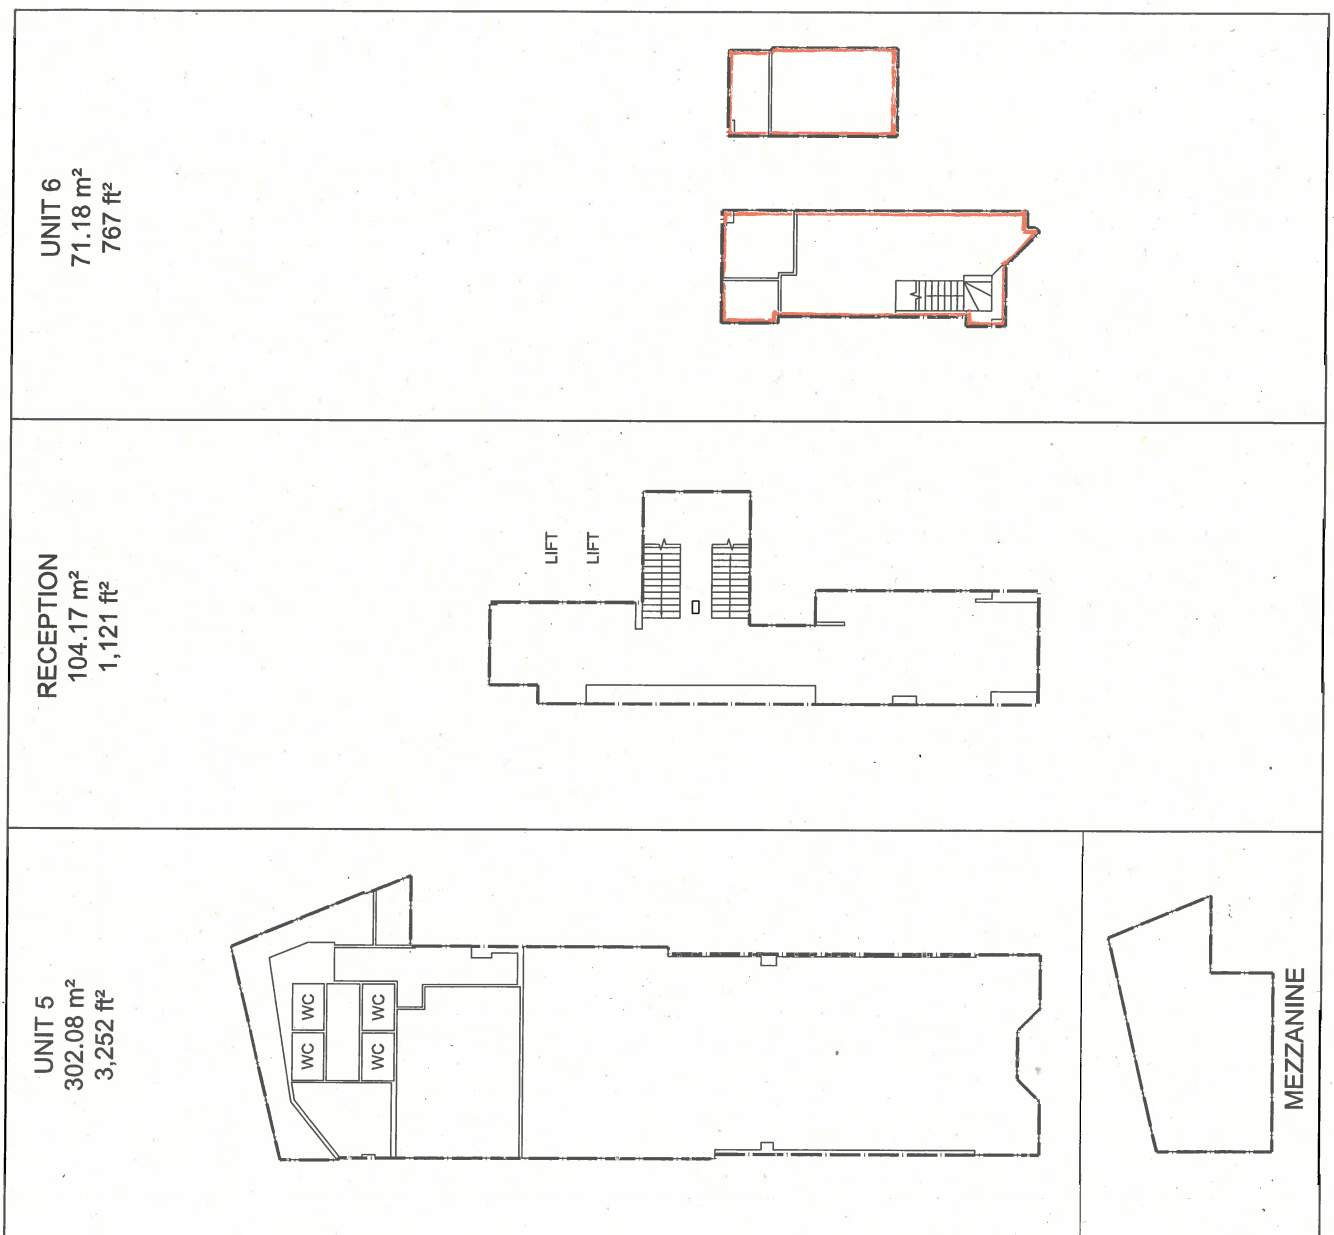 UNIT 6
71.18 m²
767 ft²
RECEPTION
104.17 m²
1,121 ft²
LIFT
LIFT
UNIT 5
302.08 m²
3,252 ft²
WC
WC
WC
WC
MEZZANINE